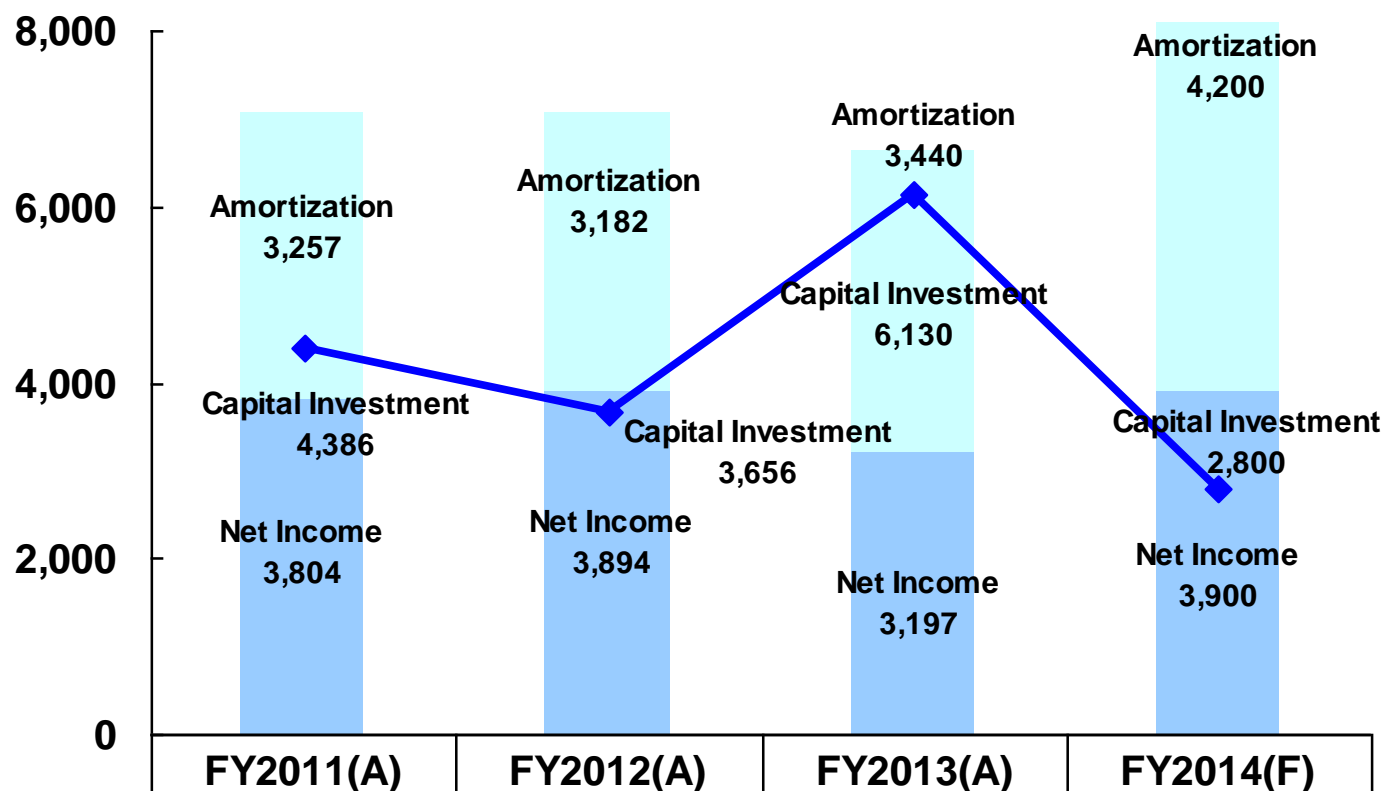 8,000
6,000
4,000
2,000
0
Amortization
3,257
Capital Investment
4,386
Net Income
3,804
Amortization
3,182
Capital Investment
3,656
Net Income
3,894
Amortization
3,440
Capital Investment
6,130
Net Income
3,197
Amortization
4,200
Capital Investment
2,800
Net Income
3,900
FY2011(A)
FY2012(A)
FY2013(A)
FY2014(F)